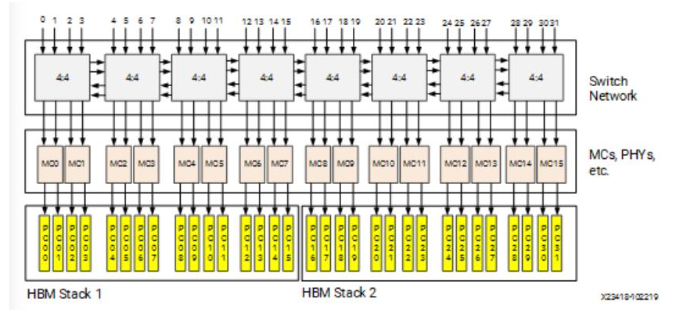 0 1 2 3 4 5 6 7 8 9 10 11 12 13 14 15 16 17 18 19 20 21 22 23 24 25 26 27 28 29 30 31
4:4 4:4 4:4 4:4 4:4 4:4 4:4 4:4
Switch
Network
MC0 MC1 MC2 MC3 MC4 MC5 MC6 MC7 MC8 MC9 MC10 MC11 MC12 MC13 MC14 MC15
MCs, PHYs,
etc.
PC00 PC01 PC02 PC03 PC04 PC05 PC06 PC07 PC08 PC09 PC10 PC11 PC12 PC13 PC14 PC15 PC16 PC17 PC18 PC19 PC20 PC21 PC22 PC23 PC24 PC25 PC26 PC27 PC28 PC29 PC30 PC31
HBM Stack 1 HBM Stack 2
X23418-102219